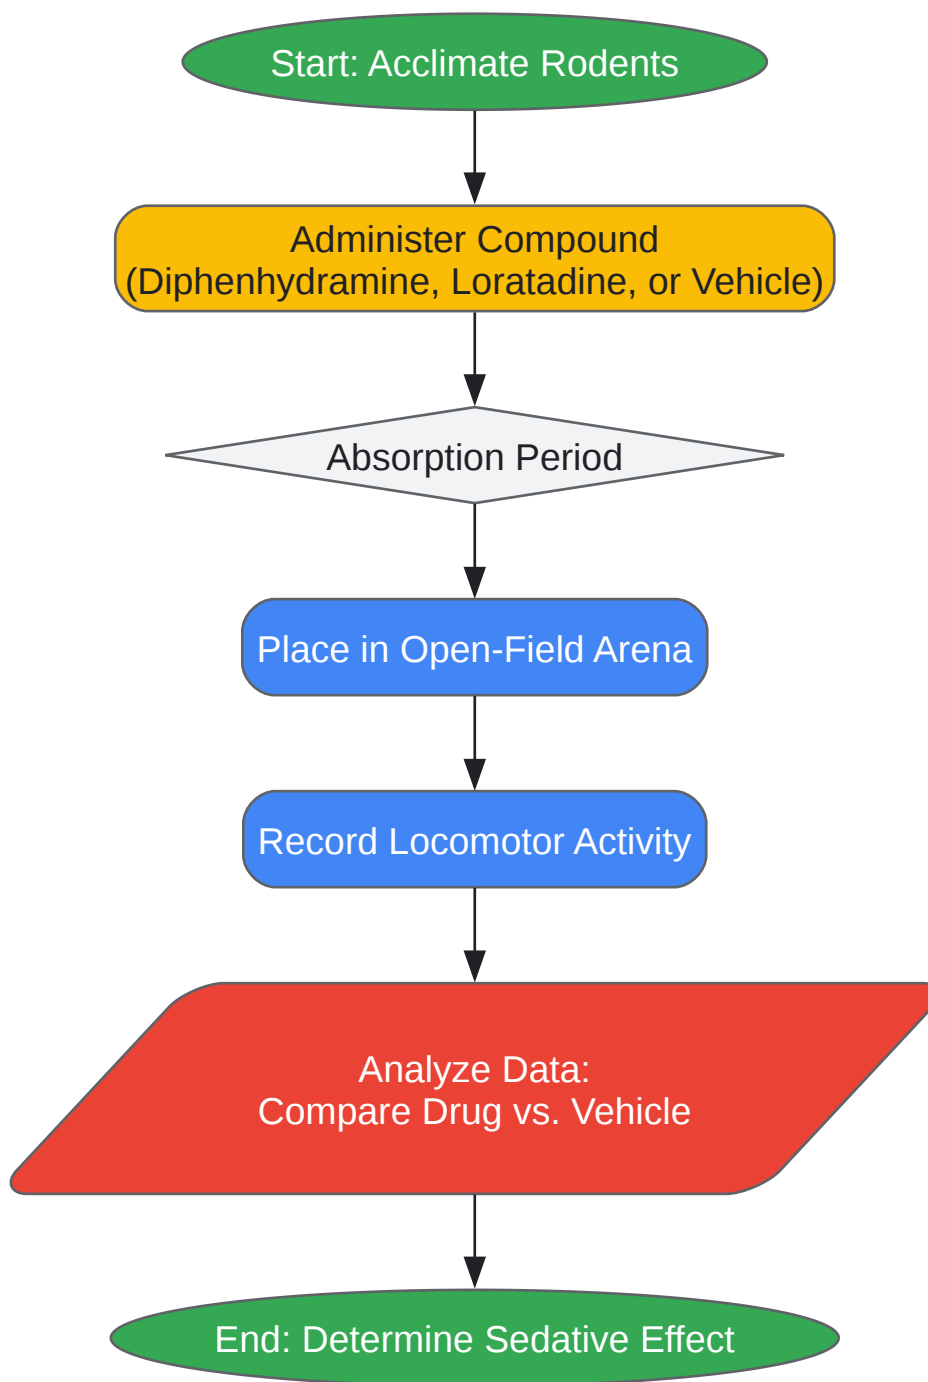 Start: Acclimate Rodents
Administer Compound
(Diphenhydramine, Loratadine, or Vehicle)
Absorption Period
Place in Open-Field Arena
Record Locomotor Activity
Analyze Data:
Compare Drug vs. Vehicle
End: Determine Sedative Effect